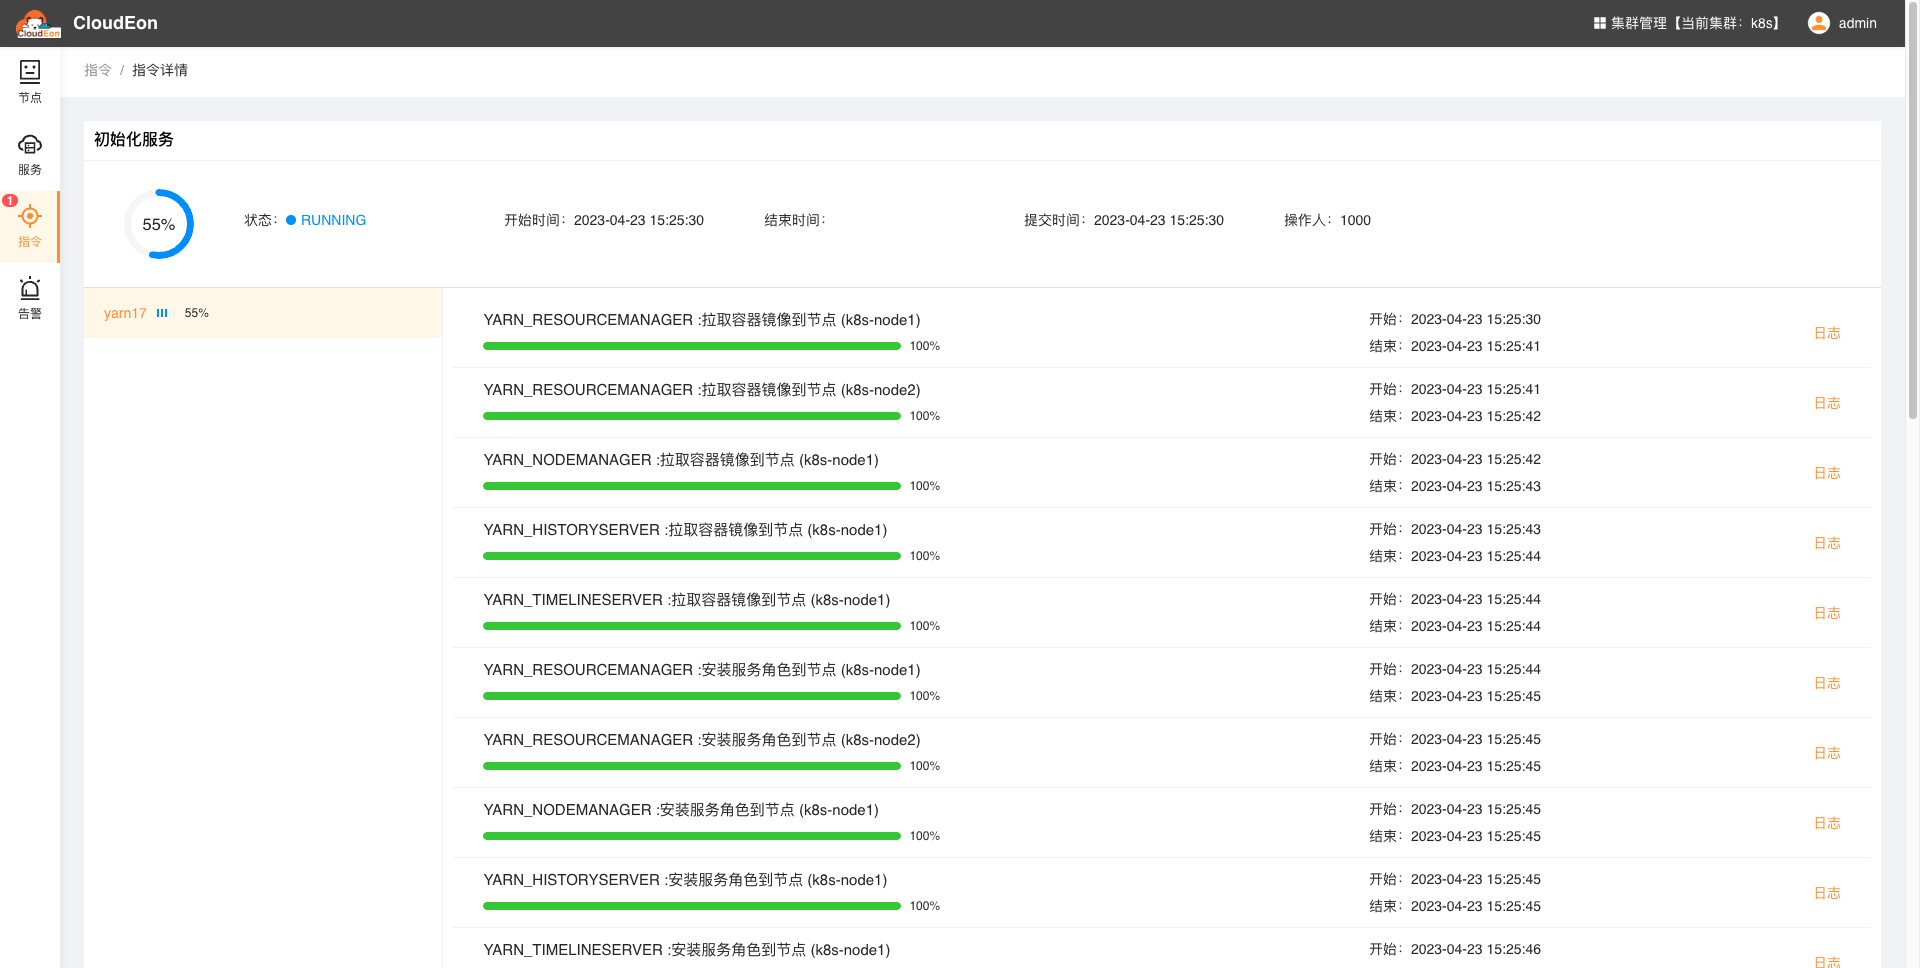 CloudEon
CloudEon
集群管理【当前集群：k8s】
admin
节点
服务
1
指令
告警
指令 / 指令详情
初始化服务
55%
状态： RUNNING
开始时间：2023-04-23 15:25:30
结束时间：
提交时间：2023-04-23 15:25:30
操作人：1000
yarn17 55%
YARN_RESOURCEMANAGER :拉取容器镜像到节点 (k8s-node1)
100%
开始：2023-04-23 15:25:30
结束：2023-04-23 15:25:41
日志
YARN_RESOURCEMANAGER :拉取容器镜像到节点 (k8s-node2)
100%
开始：2023-04-23 15:25:41
结束：2023-04-23 15:25:42
日志
YARN_NODEMANAGER :拉取容器镜像到节点 (k8s-node1)
100%
开始：2023-04-23 15:25:42
结束：2023-04-23 15:25:43
日志
YARN_HISTORYSERVER :拉取容器镜像到节点 (k8s-node1)
100%
开始：2023-04-23 15:25:43
结束：2023-04-23 15:25:44
日志
YARN_TIMELINESERVER :拉取容器镜像到节点 (k8s-node1)
100%
开始：2023-04-23 15:25:44
结束：2023-04-23 15:25:44
日志
YARN_RESOURCEMANAGER :安装服务角色到节点 (k8s-node1)
100%
开始：2023-04-23 15:25:44
结束：2023-04-23 15:25:45
日志
YARN_RESOURCEMANAGER :安装服务角色到节点 (k8s-node2)
100%
开始：2023-04-23 15:25:45
结束：2023-04-23 15:25:45
日志
YARN_NODEMANAGER :安装服务角色到节点 (k8s-node1)
100%
开始：2023-04-23 15:25:45
结束：2023-04-23 15:25:45
日志
YARN_HISTORYSERVER :安装服务角色到节点 (k8s-node1)
100%
开始：2023-04-23 15:25:45
结束：2023-04-23 15:25:45
日志
YARN_TIMELINESERVER :安装服务角色到节点 (k8s-node1)
开始：2023-04-23 15:25:46
日志